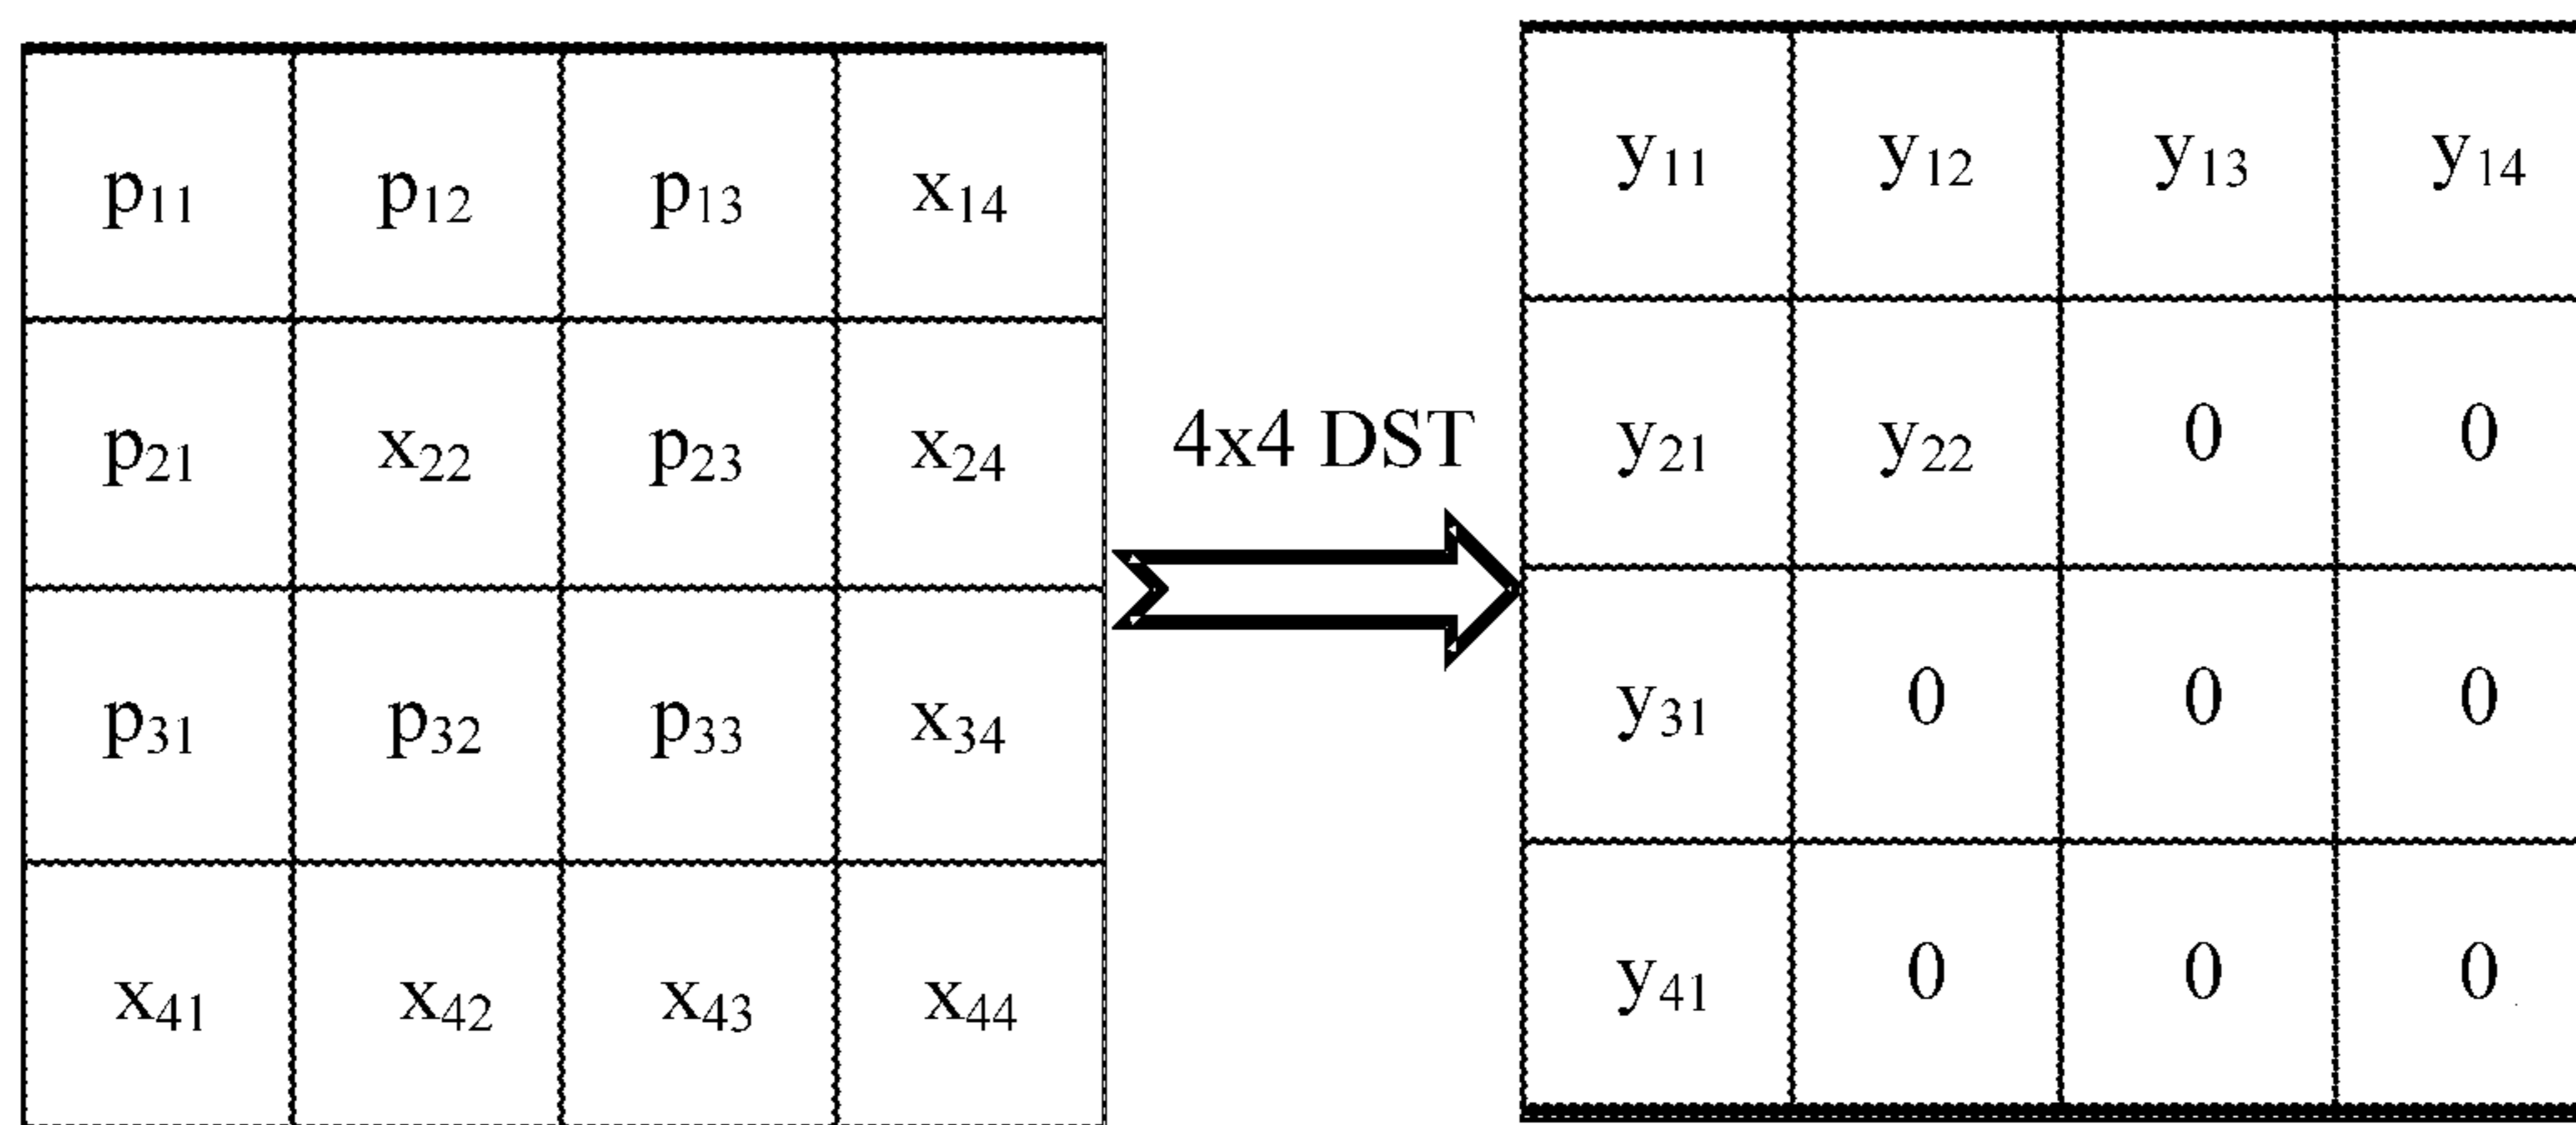 p₁₁ p₁₂ p₁₃ x₁₄
p₂₁ x₂₂ p₂₃ x₂₄
p₃₁ p₃₂ p₃₃ x₃₄
x₄₁ x₄₂ x₄₃ x₄₄
4x4 DST
y₁₁ y₁₂ y₁₃ y₁₄
y₂₁ y₂₂ 0 0
y₃₁ 0 0 0
y₄₁ 0 0 0